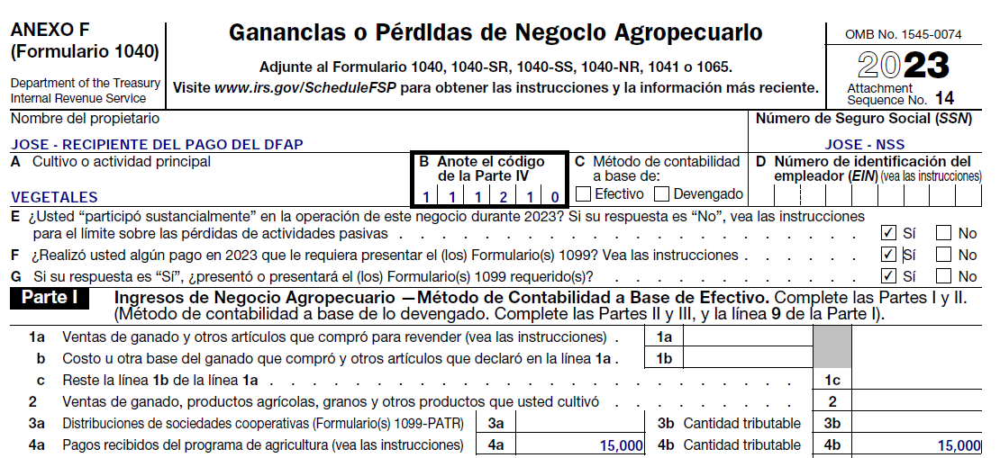 ANEXO F
(Formulario 1040)
Department of the Treasury
Internal Revenue Service
Ganancias o Pérdidas de Negocio Agropecuario
Adjunte al Formulario 1040, 1040-SR, 1040-SS, 1040-NR, 1041 o 1065.
Visite www.irs.gov/ScheduleFSP para obtener las instrucciones y la información más reciente.
OMB No. 1545-0074
2023
Attachment
Sequence No. 14
Nombre del propietario
JOSE - RECIPIENTE DEL PAGO DEL DFAP
Número de Seguro Social (SSN)
JOSE - NSS
A Cultivo o actividad principal
VEGETALES
B Anote el código
de la Parte IV
1 1 1 2 1 0
C Método de contabilidad
a base de:
Efectivo Devengado
D Número de identificación del
empleador (EIN) (vea las instrucciones)
E ¿Usted “participó sustancialmente” en la operación de este negocio durante 2023? Si su respuesta es “No”, vea las instrucciones
para el límite sobre las pérdidas de actividades pasivas . . . . . . . . . . . . . . . . . . ✓ Sí No
F ¿Realizó usted algún pago en 2023 que le requiera presentar el (los) Formulario(s) 1099? Vea las instrucciones . . . . . . ✓ Sí No
G Si su respuesta es “Sí”, ¿presentó o presentará el (los) Formulario(s) 1099 requerido(s)? . . . . . . . . . ✓ Sí No
Parte I Ingresos de Negocio Agropecuario —Método de Contabilidad a Base de Efectivo. Complete las Partes I y II.
(Método de contabilidad a base de lo devengado. Complete las Partes II y III, y la línea 9 de la Parte I).
1a Ventas de ganado y otros artículos que compró para revender (vea las instrucciones) . 1a
b Costo u otra base del ganado que compró y otros artículos que declaró en la línea 1a . 1b
c Reste la línea 1b de la línea 1a . . . . . . . . . . . . . . . . . . . . . 1c
2 Ventas de ganado, productos agrícolas, granos y otros productos que usted cultivó . . . . . . . . 2
3a Distribuciones de sociedades cooperativas (Formulario(s) 1099-PATR) 3a 3b Cantidad tributable 3b
4a Pagos recibidos del programa de agricultura (vea las instrucciones) 4a 15,000 4b Cantidad tributable 4b 15,000